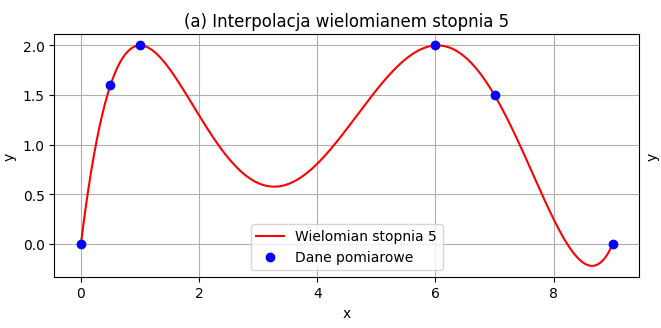 (a) Interpolacja wielomianem stopnia 5
2.0
1.5
1.0
0.5
0.0
y
y
Wielomian stopnia 5
Dane pomiarowe
0 2 4 6 8
x